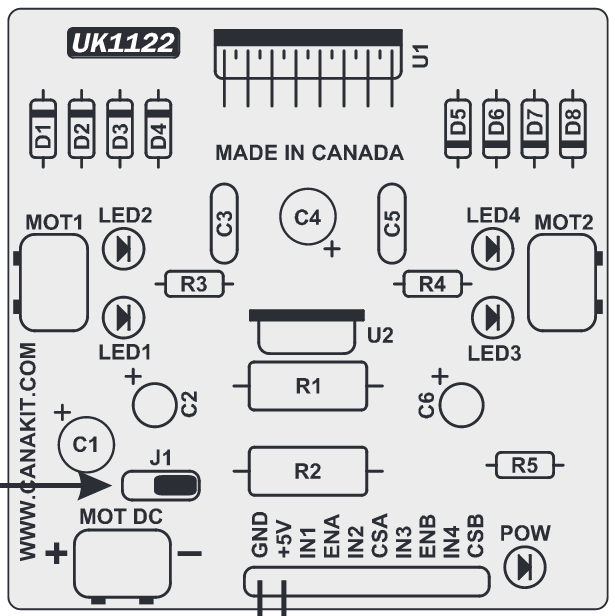 UK1122
U1
D1
D2
D3
D4
D5
D6
D7
D8
MADE IN CANADA
MOT1
LED2
C3
C4
+
C5
LED4
MOT2
R3
R4
U2
LED1
LED3
WWW.CANAKIT.COM
+
C2
R1
+
C6
+
C1
J1
R2
R5
MOT DC
+
−
GND
+5V
IN1
ENA
IN2
CSA
IN3
ENB
IN4
CSB
POW